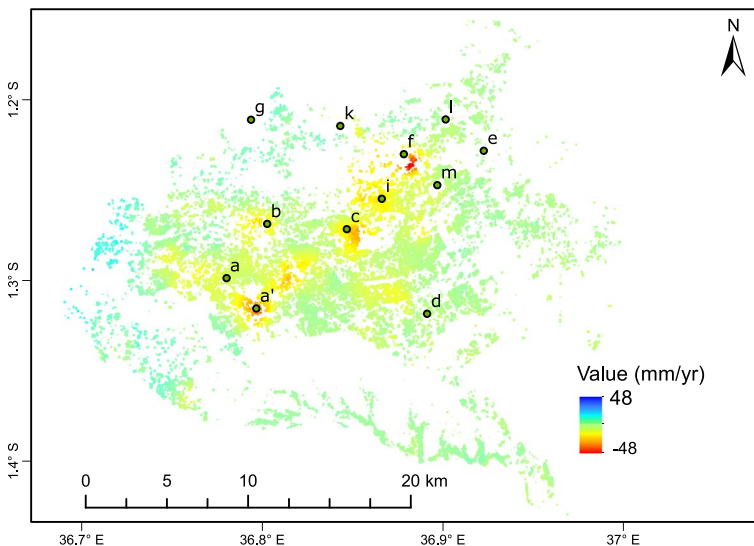 N
1.2° S
g
k
l
e
f
m
i
b
c
a
a'
1.3° S
d
Value (mm/yr)
48
-48
1.4° S
0 5 10 20 km
36.7° E 36.8° E 36.9° E 37° E